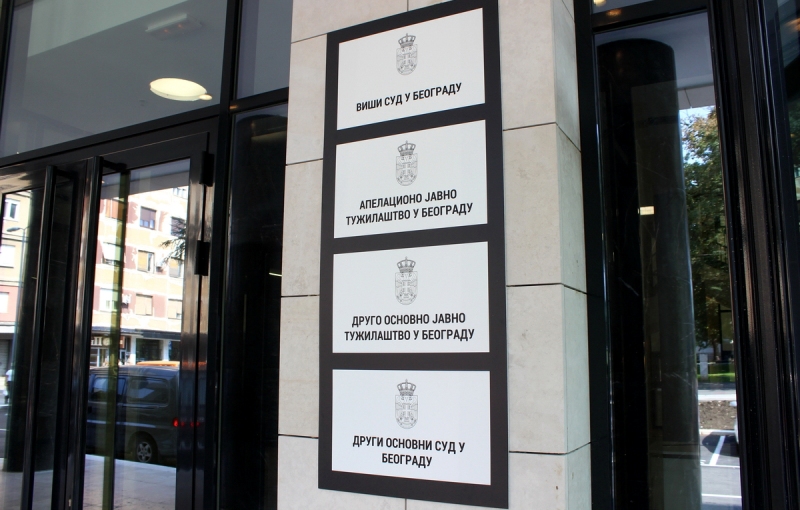 ВИШИ СУД У БЕОГРАДУ
АПЕЛАЦИОНО ЈАВНО
ТУЖИЛАШТВО У БЕОГРАДУ
ДРУГО ОСНОВНО ЈАВНО
ТУЖИЛАШТВО У БЕОГРАДУ
ДРУГИ ОСНОВНИ СУД У
БЕОГРАДУ